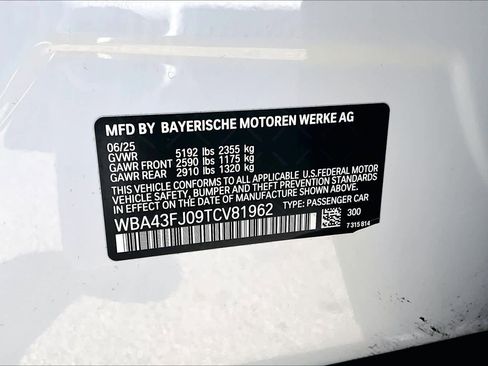 MFD BY BAYERISCHE MOTOREN WERKE AG
06/25
GVWR 5192 lbs 2355 kg
GAWR FRONT 2590 lbs 1175 kg
GAWR REAR 2910 lbs 1320 kg
THIS VEHICLE CONFORMS TO ALL APPLICABLE U.S. FEDERAL MOTOR
VEHICLE SAFETY, BUMPER, AND THEFT PREVENTION STANDARDS
IN EFFECT ON THE DATE OF MANUFACTURE SHOWN ABOVE.
WBA43FJ09TCV81962 TYPE: PASSENGER CAR
300
7 315 814